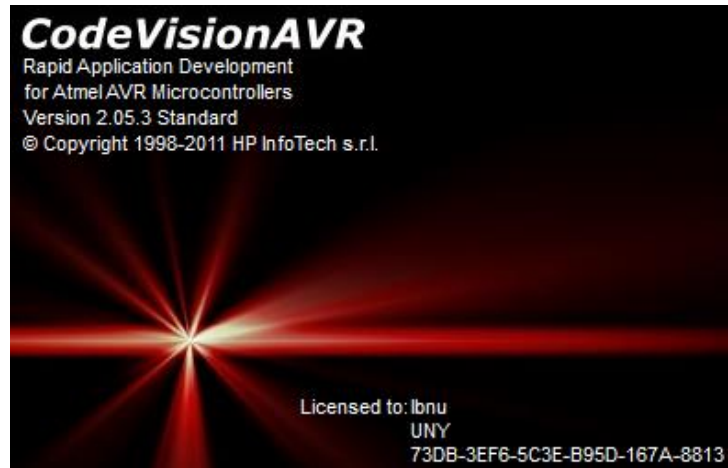 CodeVisionAVR
Rapid Application Development
for Atmel AVR Microcontrollers
Version 2.05.3 Standard
© Copyright 1998-2011 HP InfoTech s.r.l.
Licensed to: Ibnu
UNY
73DB-3EF6-5C3E-B95D-167A-8813